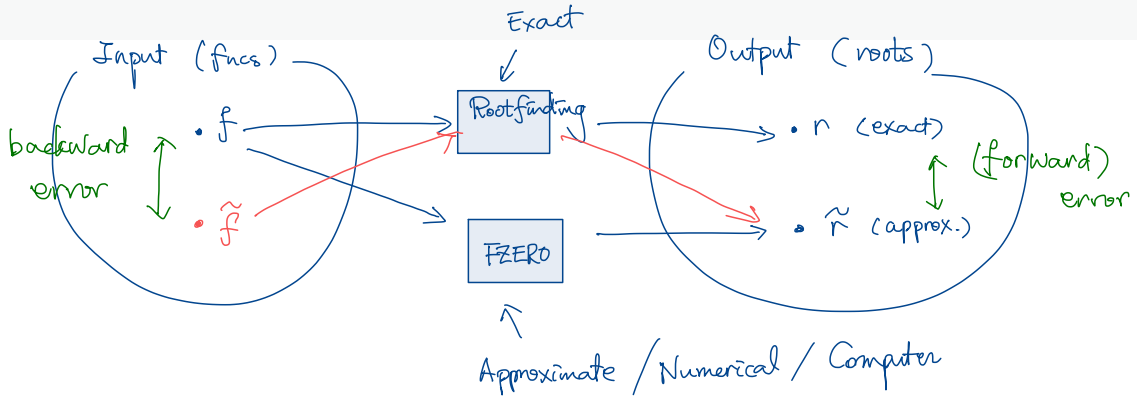 Exact
Input (fncs)
Output (roots)
Rootfinding
• f
• r (exact)
backward
error
(forward)
error
• f̃
• r̃ (approx.)
FZERO
Approximate / Numerical / Computer